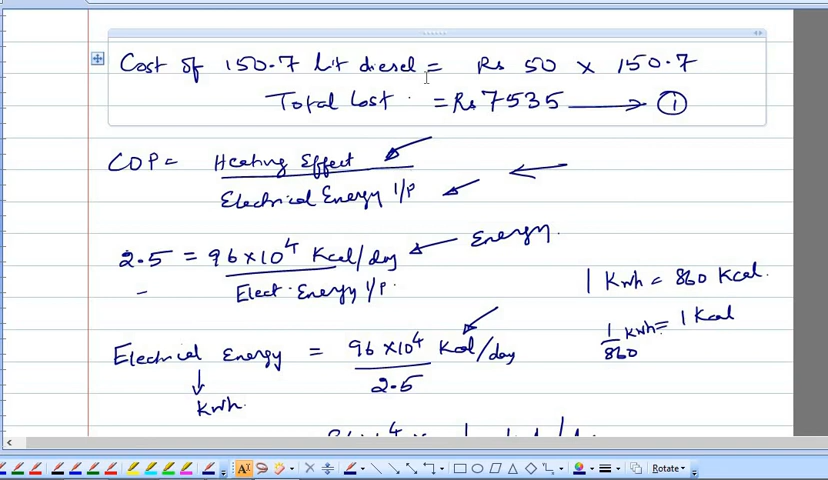 Cost of 150.7 Lit diesel = Rs 50 × 150.7
Total Cost = Rs 7535 → ①
COP = Heating Effect
Electrical Energy I/P
2.5 = 96×10⁴ Kcal/day ← Energy.
Elect. Energy I/P.
1 Kwh = 860 Kcal.
1/860 Kwh = 1 Kcal
Electrical Energy = 96×10⁴ Kcal/day
2.5
Kwh.
Rotate